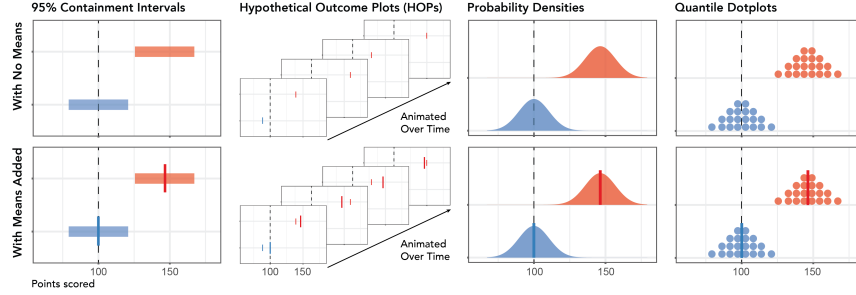 95% Containment Intervals
Hypothetical Outcome Plots (HOPs)
Probability Densities
Quantile Dotplots
With No Means
Animated
Over Time
With Means Added
Animated
Over Time
100 150
100 150
100 150
100 150
Points scored